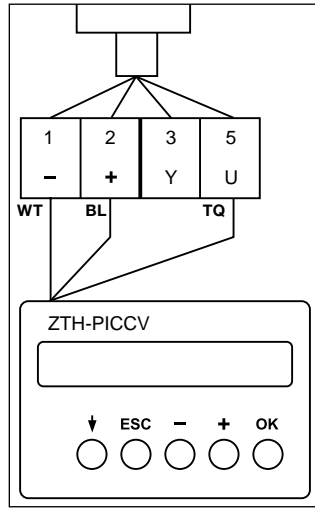 1 2 3 5
− + Y U
WT BL TQ
ZTH-PICCV
ESC − + OK